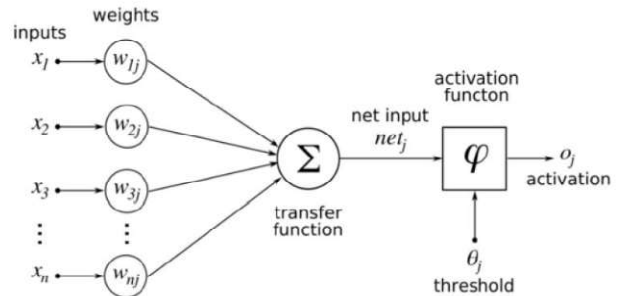 weights
inputs
x1 w1j
x2 w2j
x3 w3j
⋮ ⋮
xn wnj
Σ
transfer
function
net input
netj
activation
functon
φ
oj
activation
θj
threshold